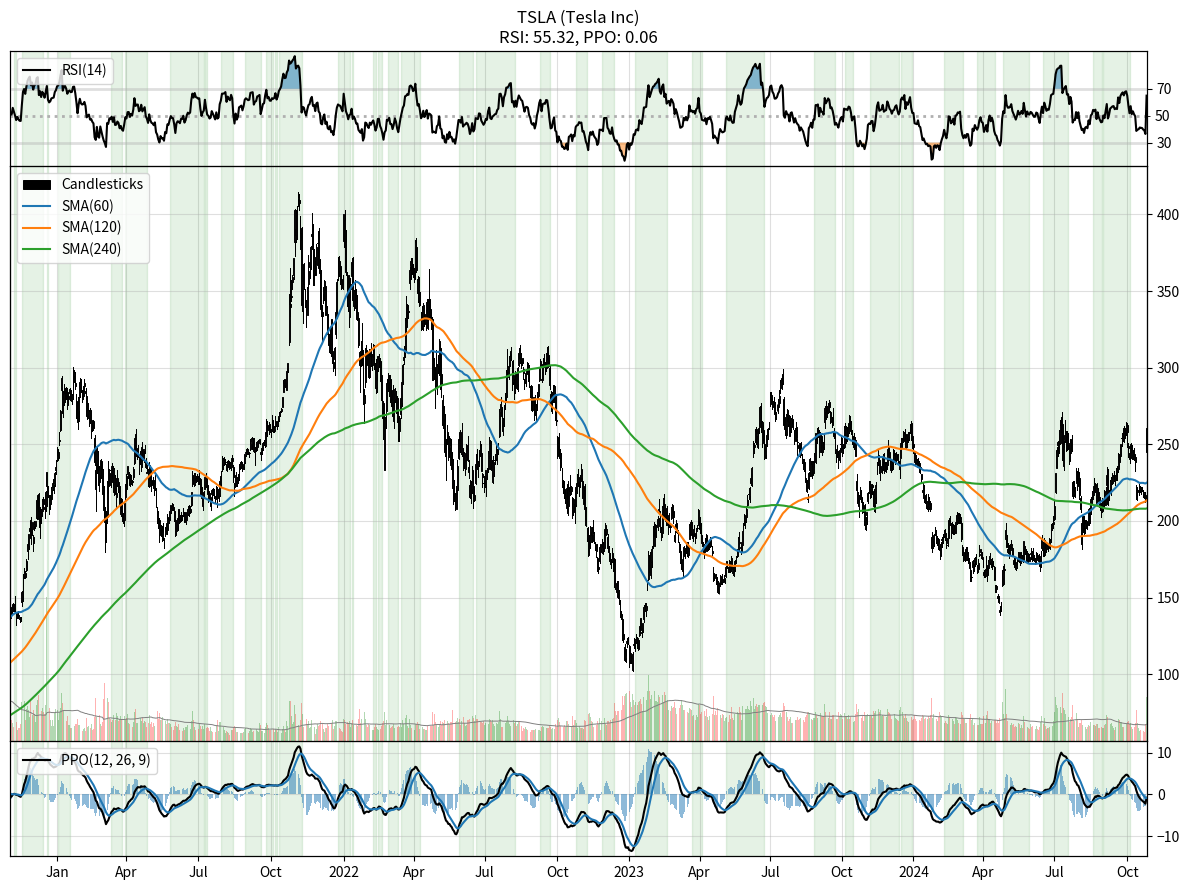 TSLA (Tesla Inc)
RSI: 55.32, PPO: 0.06
RSI(14)
70
50
30
Candlesticks
SMA(60)
SMA(120)
SMA(240)
400
350
300
250
200
150
100
PPO(12, 26, 9)
10
0
−10
Jan Apr Jul Oct 2022 Apr Jul Oct 2023 Apr Jul Oct 2024 Apr Jul Oct